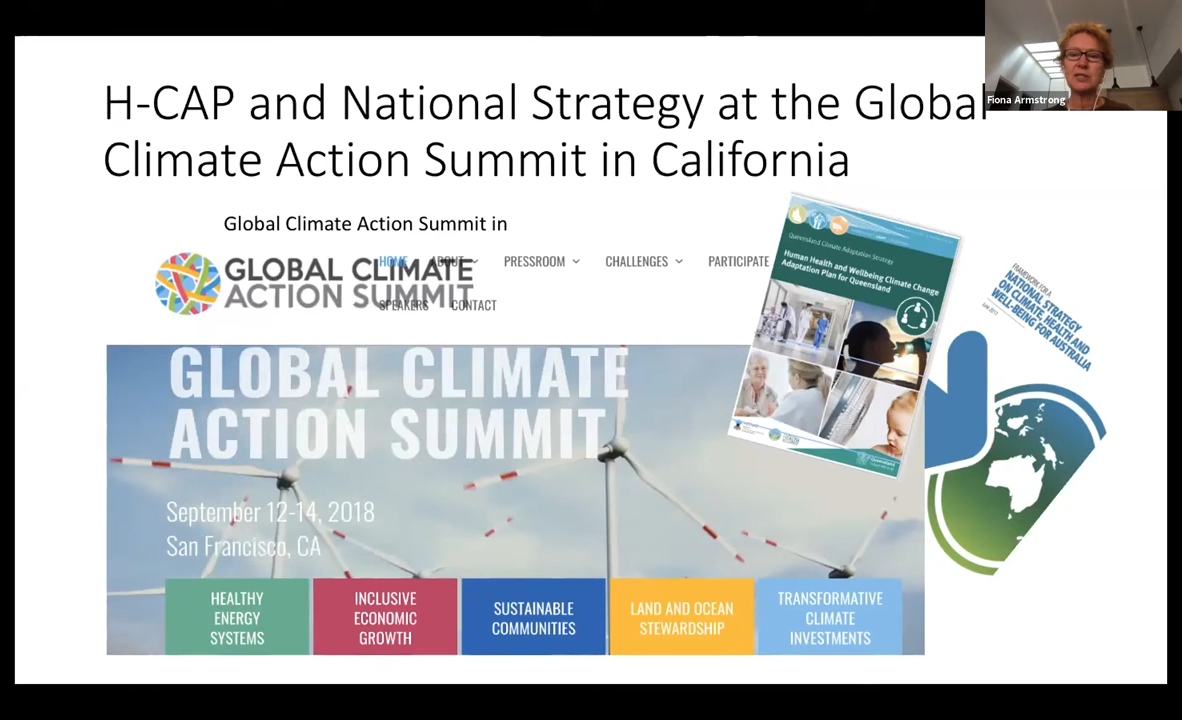 H-CAP and National Strategy at the Global
Climate Action Summit in California
Fiona Armstrong
Global Climate Action Summit in
GLOBAL CLIMATE
ACTION SUMMIT
HOME ABOUT PRESSROOM CHALLENGES PARTICIPATE
SPEAKERS CONTACT
GLOBAL CLIMATE
ACTION SUMMIT
September 12-14, 2018
San Francisco, CA
HEALTHY
ENERGY
SYSTEMS
INCLUSIVE
ECONOMIC
GROWTH
SUSTAINABLE
COMMUNITIES
LAND AND OCEAN
STEWARDSHIP
TRANSFORMATIVE
CLIMATE
INVESTMENTS
Queensland Climate Adaptation Strategy
Human Health and Wellbeing Climate Change
Adaptation Plan for Queensland
FRAMEWORK FOR A
NATIONAL STRATEGY
ON CLIMATE, HEALTH AND
WELL-BEING FOR AUSTRALIA
June 2017